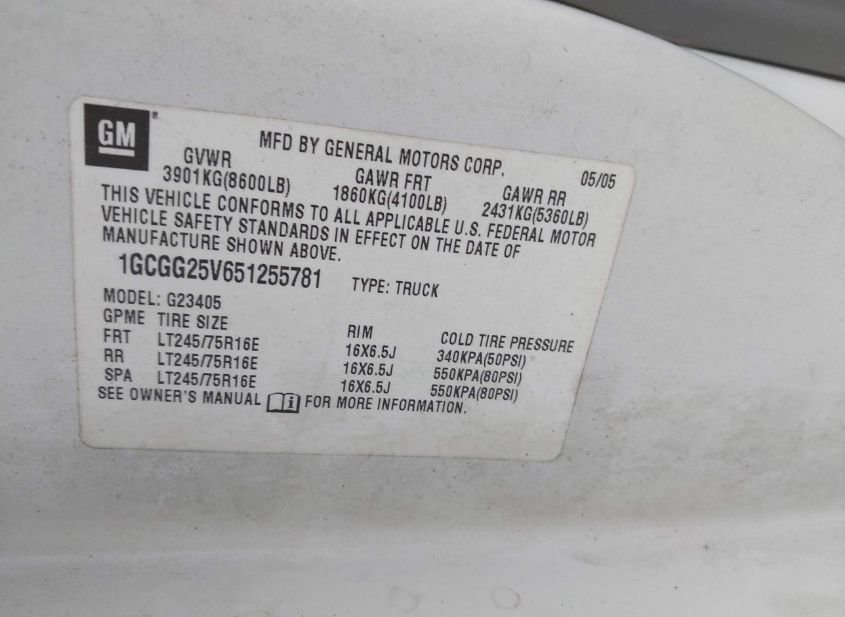 GM
MFD BY GENERAL MOTORS CORP. 05/05
GVWR GAWR FRT GAWR RR
3901KG(8600LB) 1860KG(4100LB) 2431KG(5360LB)
THIS VEHICLE CONFORMS TO ALL APPLICABLE U.S. FEDERAL MOTOR
VEHICLE SAFETY STANDARDS IN EFFECT ON THE DATE OF
MANUFACTURE SHOWN ABOVE.
1GCGG25V651255781 TYPE: TRUCK
MODEL: G23405
GPME TIRE SIZE RIM COLD TIRE PRESSURE
FRT LT245/75R16E 16X6.5J 340KPA(50PSI)
RR LT245/75R16E 16X6.5J 550KPA(80PSI)
SPA LT245/75R16E 16X6.5J 550KPA(80PSI)
SEE OWNER'S MANUAL i FOR MORE INFORMATION.